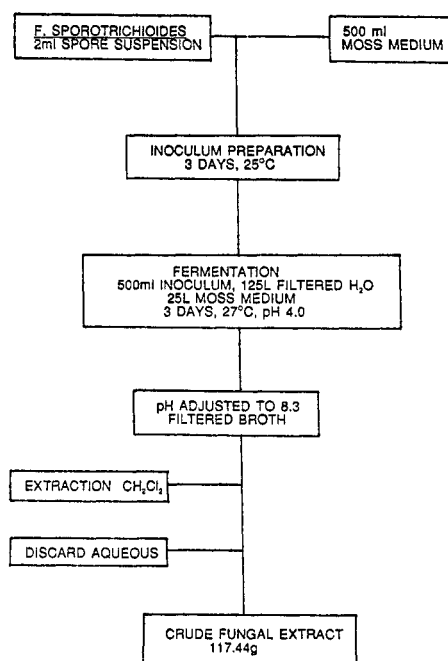 F. SPOROTRICHIOIDES
2ml SPORE SUSPENSION
500 ml
MOSS MEDIUM
INOCULUM PREPARATION
3 DAYS, 25°C
FERMENTATION
500ml INOCULUM, 125L FILTERED H₂O
25L MOSS MEDIUM
3 DAYS, 27°C, pH 4.0
pH ADJUSTED TO 8.3
FILTERED BROTH
EXTRACTION CH₂Cl₂
DISCARD AQUEOUS
CRUDE FUNGAL EXTRACT
117.44g